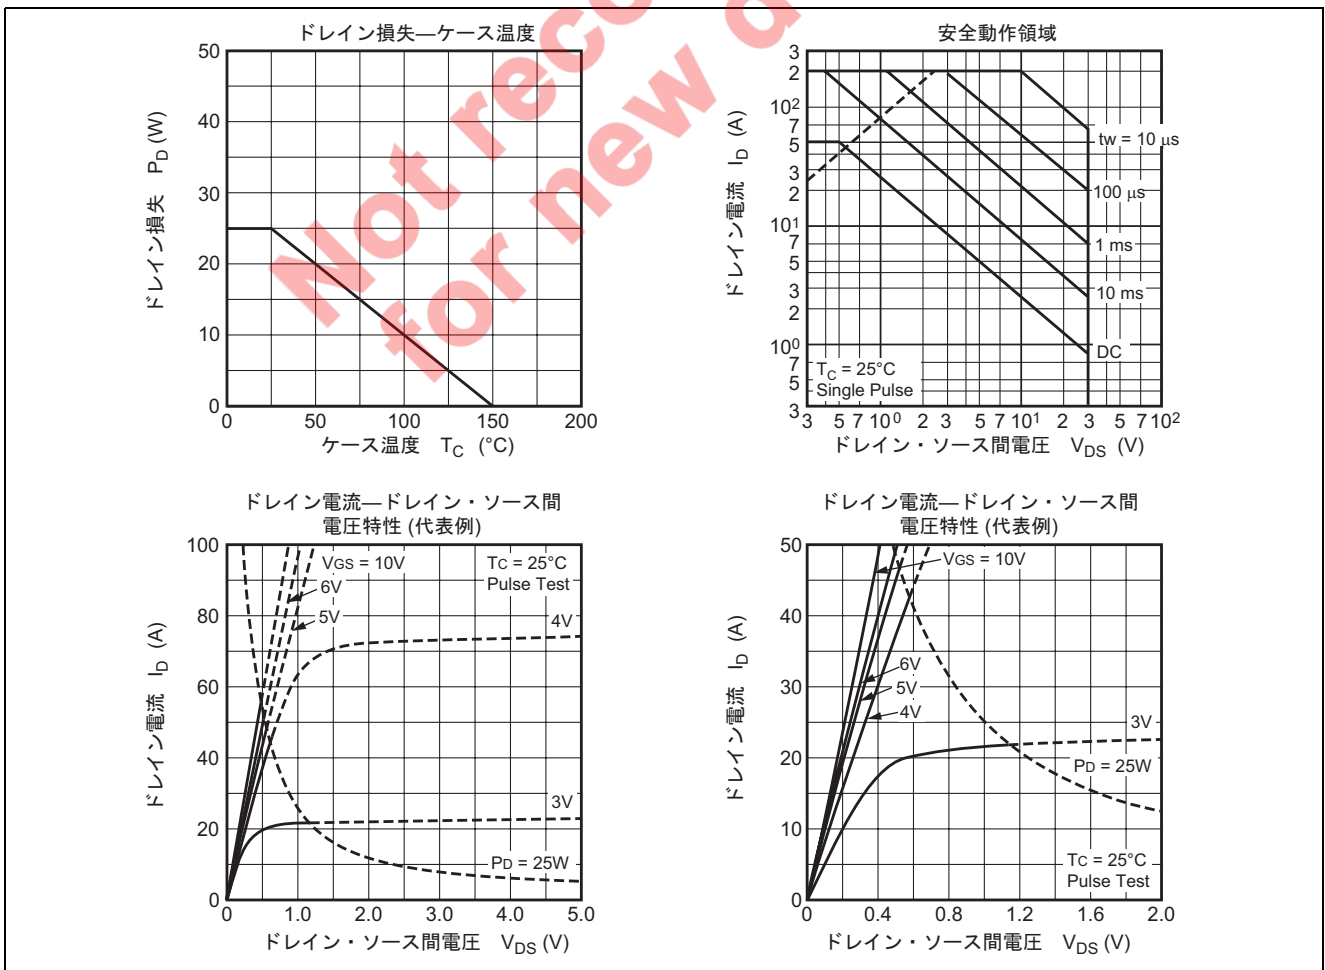 ドレイン損失—ケース温度
50
40
30
20
10
0
0
50
100
150
200
ドレイン損失 PD (W)
ケース温度 TC (°C)
安全動作領域
3
2
10²
7
5
3
2
10¹
7
5
3
2
10⁰
7
5
3
3 5 7 10⁰ 2 3 5 7 10¹ 2 3 5 7 10²
ドレイン電流 ID (A)
ドレイン・ソース間電圧 VDS (V)
tw = 10 μs
100 μs
1 ms
10 ms
DC
TC = 25°C
Single Pulse
ドレイン電流—ドレイン・ソース間
電圧特性 (代表例)
100
80
60
40
20
0
0 1.0 2.0 3.0 4.0 5.0
ドレイン電流 ID (A)
ドレイン・ソース間電圧 VDS (V)
VGS = 10V
6V
5V
4V
3V
TC = 25°C
Pulse Test
PD = 25W
ドレイン電流—ドレイン・ソース間
電圧特性 (代表例)
50
40
30
20
10
0
0 0.4 0.8 1.2 1.6 2.0
ドレイン電流 ID (A)
ドレイン・ソース間電圧 VDS (V)
VGS = 10V
6V
5V
4V
3V
PD = 25W
TC = 25°C
Pulse Test
Not
for new